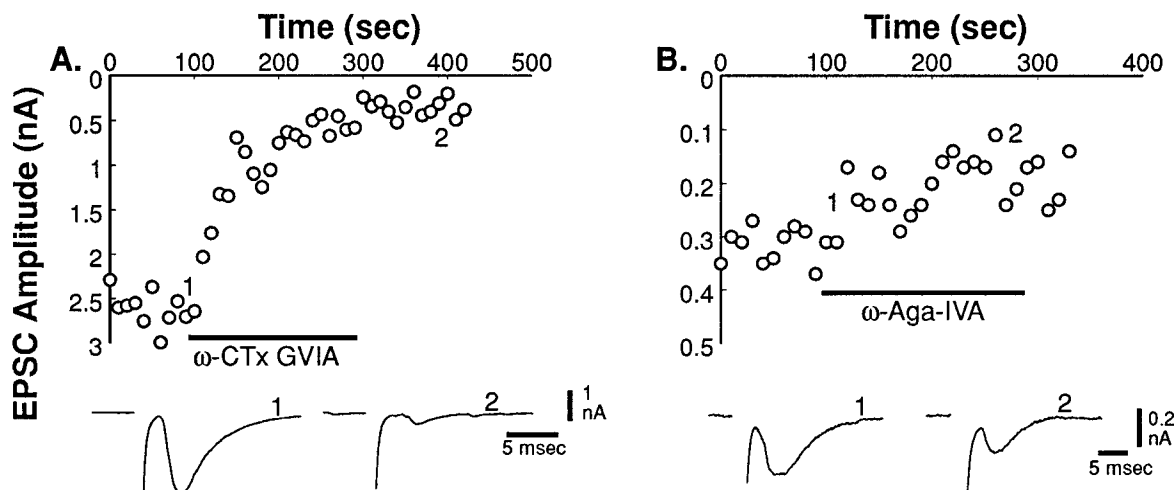 A.
Time (sec)
0 100 200 300 400 500
EPSC Amplitude (nA)
0
0.5
1
1.5
2
2.5
3
1
2
ω-CTx GVIA
1
2
1
nA
5 msec
B.
Time (sec)
0 100 200 300 400
0
0.1
0.2
0.3
0.4
0.5
1
2
ω-Aga-IVA
1
2
0.2
nA
5 msec